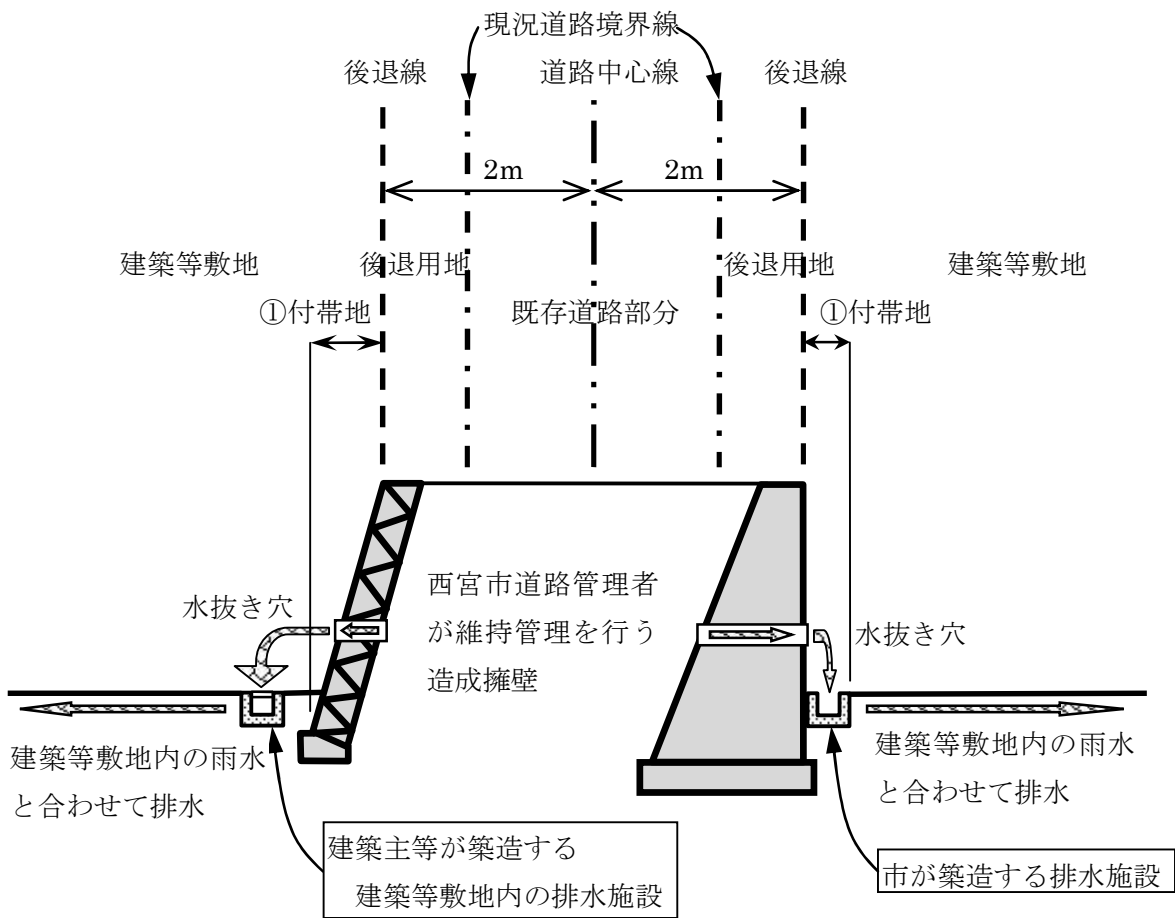 現況道路境界線
後退線
道路中心線
後退線
2m
2m
建築等敷地
後退用地
後退用地
建築等敷地
①付帯地
既存道路部分
①付帯地
水抜き穴
西宮市道路管理者
が維持管理を行う
造成擁壁
水抜き穴
建築等敷地内の雨水
と合わせて排水
建築等敷地内の雨水
と合わせて排水
建築主等が築造する
建築等敷地内の排水施設
市が築造する排水施設